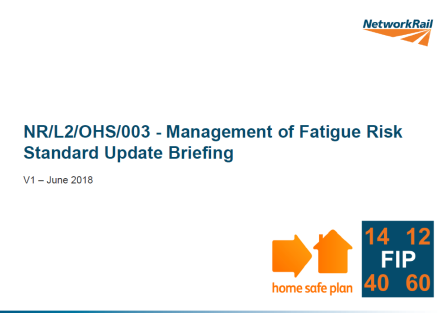 NetworkRail
NR/L2/OHS/003 - Management of Fatigue Risk
Standard Update Briefing
V1 – June 2018
home safe plan
14 12
FIP
40 60